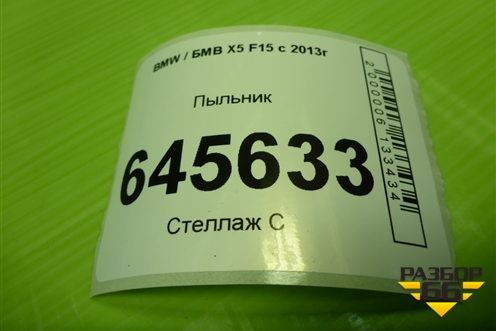 BMW / БМВ X5 F15 с 2013г
Пыльник
645633
Стеллаж С
2000006133434
РАЗБОР
66